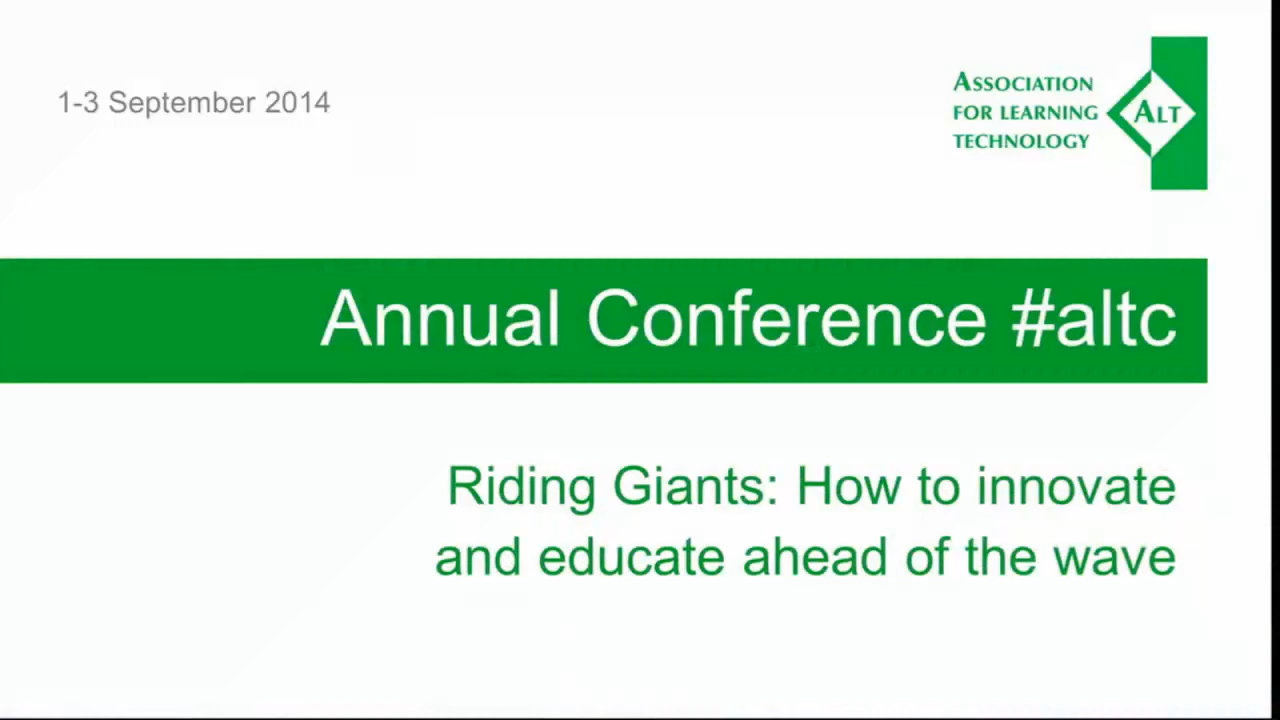 1-3 September 2014
ASSOCIATION
FOR LEARNING
TECHNOLOGY
ALT
Annual Conference #altc
Riding Giants: How to innovate
and educate ahead of the wave